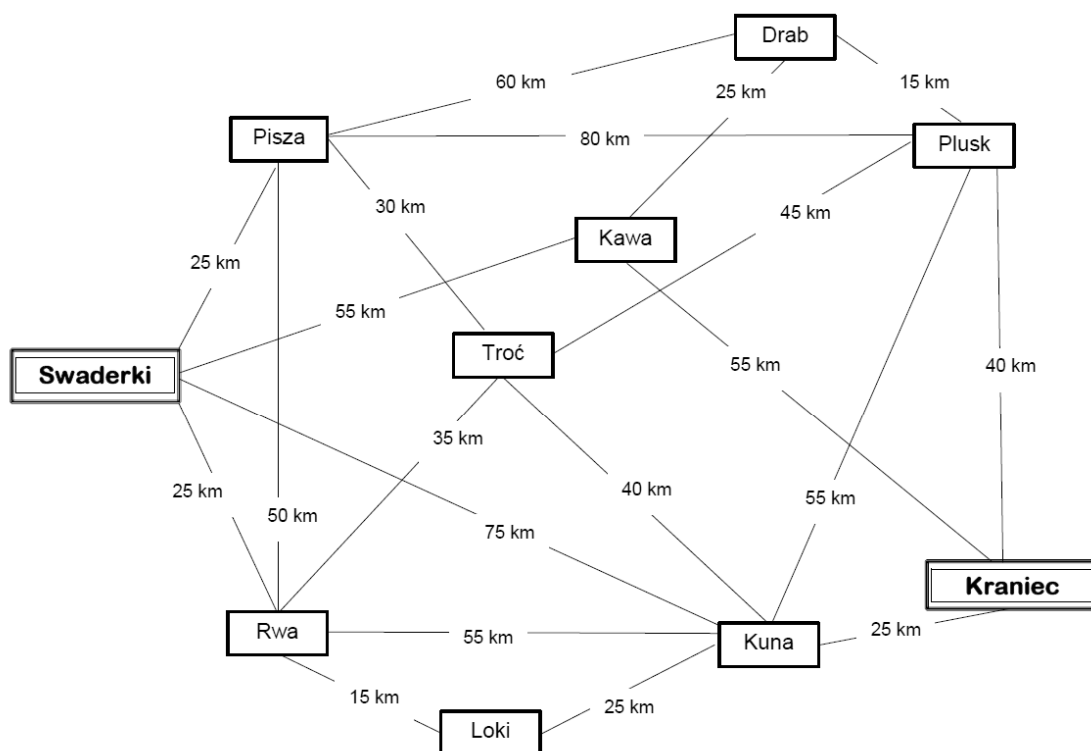 Drab
60 km
25 km
15 km
Pisza
80 km
Plusk
30 km
45 km
Kawa
25 km
55 km
Troć
Swaderki
55 km
40 km
35 km
25 km
40 km
50 km
75 km
55 km
Kraniec
Rwa
55 km
Kuna
25 km
15 km
25 km
Loki